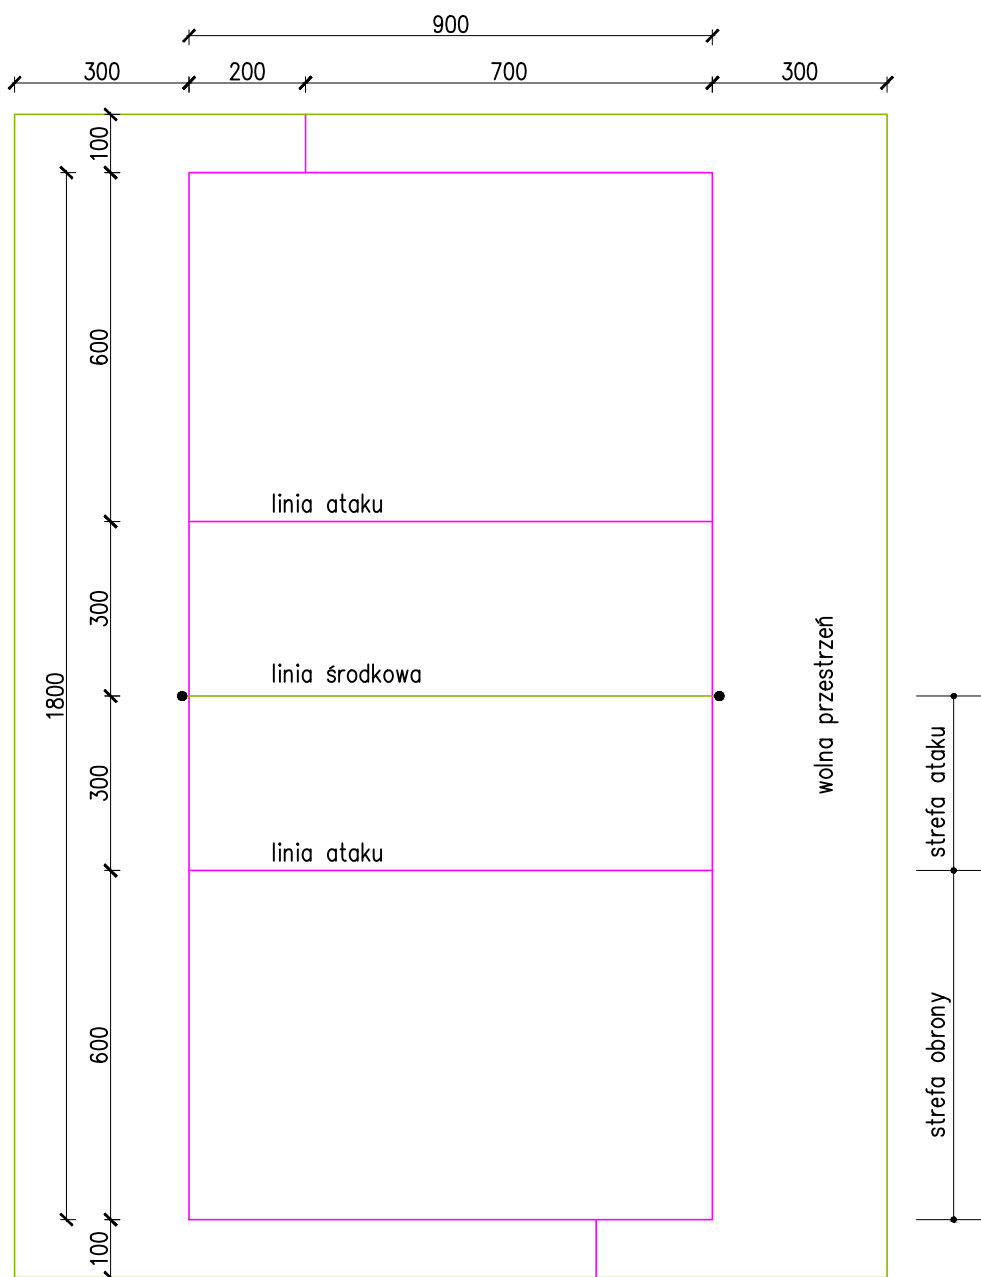 900
300
200
700
300
100
600
linia ataku
300
linia środkowa
1800
wolna przestrzeń
300
strefa ataku
linia ataku
600
strefa obrony
100